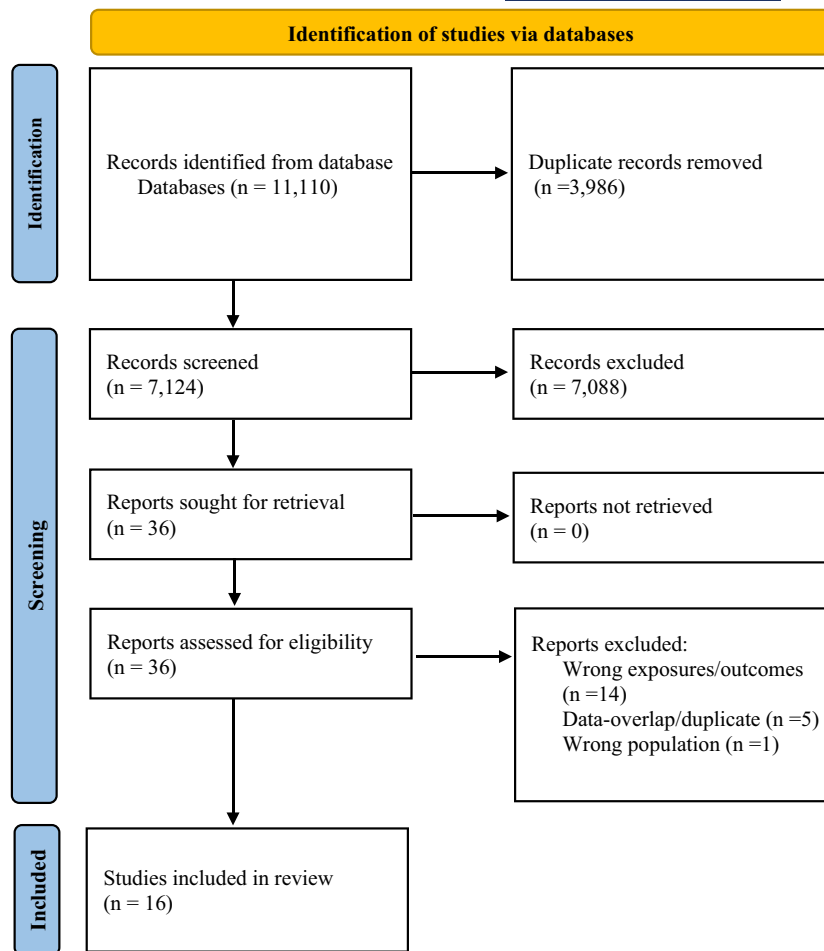 Identification of studies via databases
Identification
Records identified from database
Databases (n = 11,110)
Duplicate records removed
(n =3,986)
Screening
Records screened
(n = 7,124)
Records excluded
(n = 7,088)
Reports sought for retrieval
(n = 36)
Reports not retrieved
(n = 0)
Reports assessed for eligibility
(n = 36)
Reports excluded:
Wrong exposures/outcomes
(n =14)
Data-overlap/duplicate (n =5)
Wrong population (n =1)
Included
Studies included in review
(n = 16)